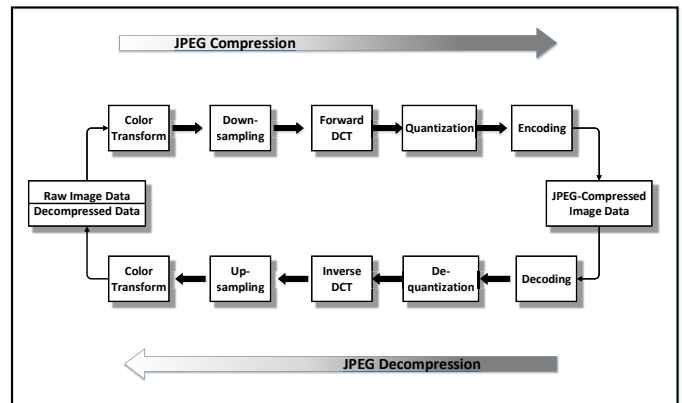 JPEG Compression
Color
Transform
Down-
sampling
Forward
DCT
Quantization
Encoding
Raw Image Data
Decompressed Data
JPEG-Compressed
Image Data
Color
Transform
Up-
sampling
Inverse
DCT
De-
quantization
Decoding
JPEG Decompression